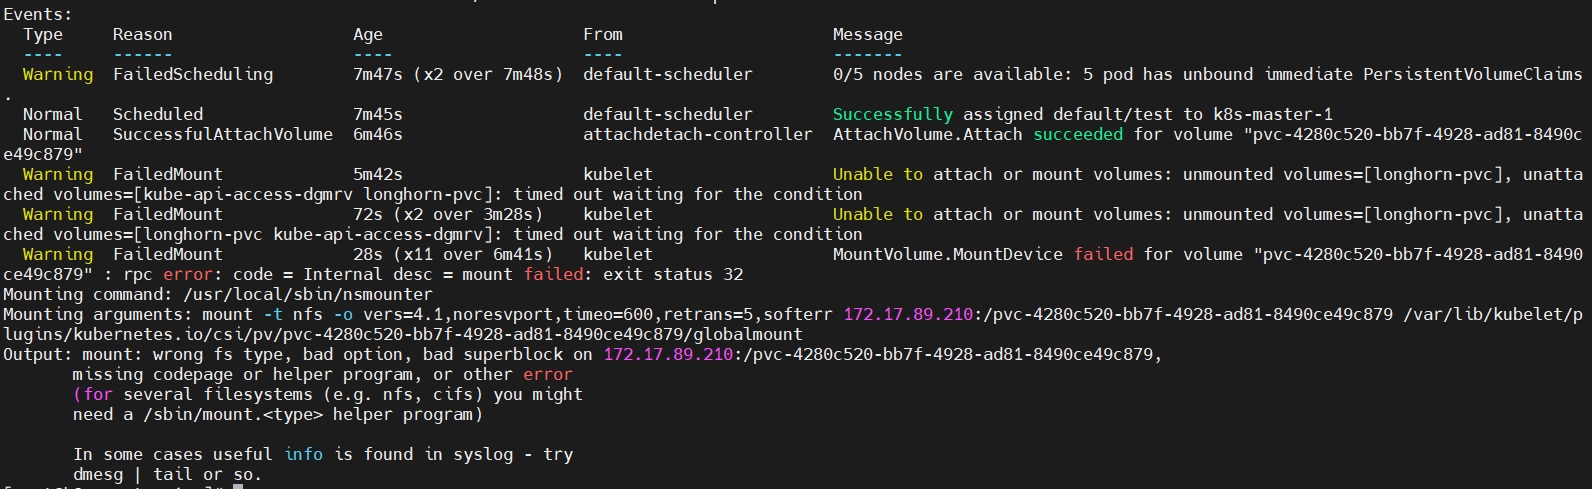 Events:
Type Reason Age From Message
---- ------ ---- ---- -------
Warning FailedScheduling 7m47s (x2 over 7m48s) default-scheduler 0/5 nodes are available: 5 pod has unbound immediate PersistentVolumeClaims
.
Normal Scheduled 7m45s default-scheduler Successfully assigned default/test to k8s-master-1
Normal SuccessfulAttachVolume 6m46s attachdetach-controller AttachVolume.Attach succeeded for volume "pvc-4280c520-bb7f-4928-ad81-8490c
e49c879"
Warning FailedMount 5m42s kubelet Unable to attach or mount volumes: unmounted volumes=[longhorn-pvc], unatta
ched volumes=[kube-api-access-dgmrv longhorn-pvc]: timed out waiting for the condition
Warning FailedMount 72s (x2 over 3m28s) kubelet Unable to attach or mount volumes: unmounted volumes=[longhorn-pvc], unatta
ched volumes=[longhorn-pvc kube-api-access-dgmrv]: timed out waiting for the condition
Warning FailedMount 28s (x11 over 6m41s) kubelet MountVolume.MountDevice failed for volume "pvc-4280c520-bb7f-4928-ad81-8490
ce49c879" : rpc error: code = Internal desc = mount failed: exit status 32
Mounting command: /usr/local/sbin/nsmounter
Mounting arguments: mount -t nfs -o vers=4.1,noresvport,timeo=600,retrans=5,softerr 172.17.89.210:/pvc-4280c520-bb7f-4928-ad81-8490ce49c879 /var/lib/kubelet/p
lugins/kubernetes.io/csi/pv/pvc-4280c520-bb7f-4928-ad81-8490ce49c879/globalmount
Output: mount: wrong fs type, bad option, bad superblock on 172.17.89.210:/pvc-4280c520-bb7f-4928-ad81-8490ce49c879,
missing codepage or helper program, or other error
(for several filesystems (e.g. nfs, cifs) you might
need a /sbin/mount.<type> helper program)
In some cases useful info is found in syslog - try
dmesg | tail or so.